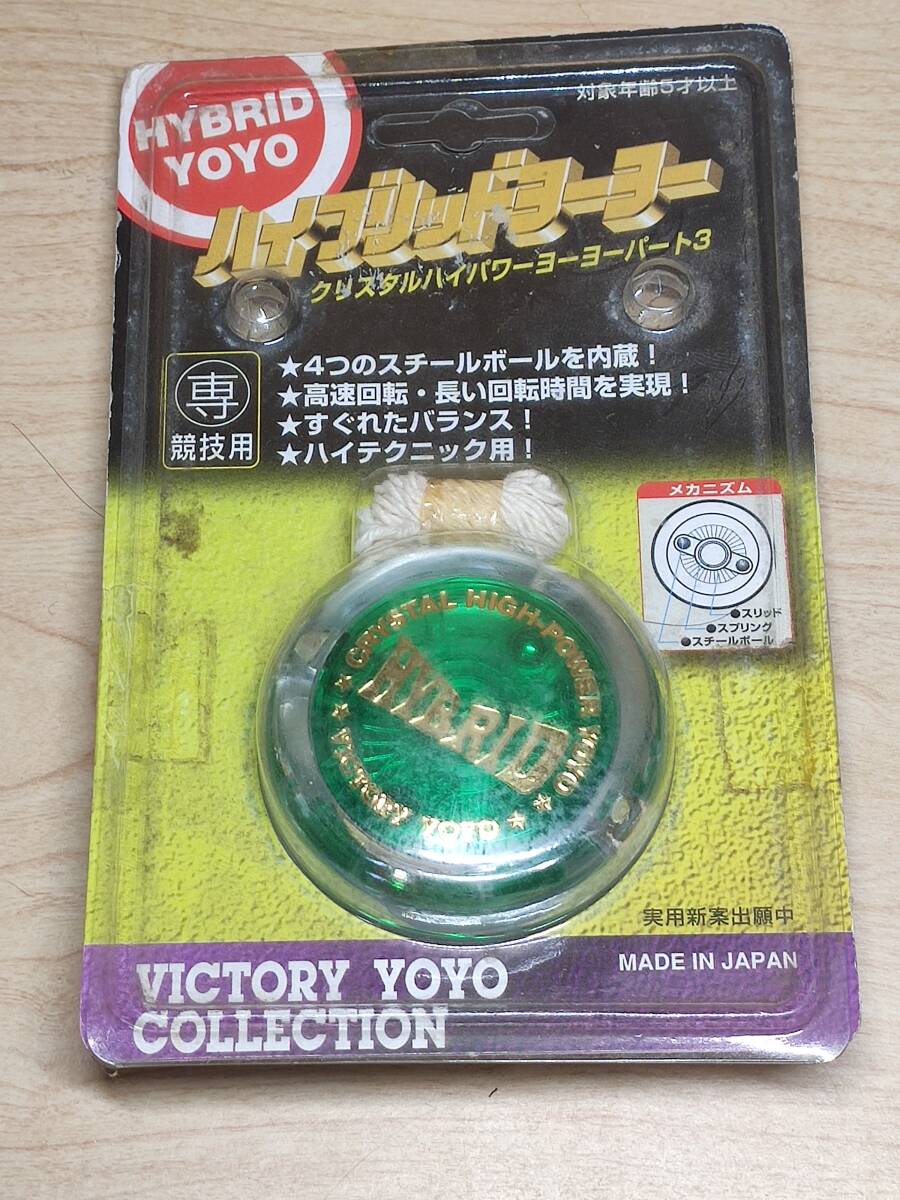 HYBRID
YOYO
対象年齢5才以上
ハイブリッドヨーヨー
クリスタルハイパワーヨーヨーパート3
専
競技用
★4つのスチールボールを内蔵!
★高速回転・長い回転時間を実現!
★すぐれたバランス!
★ハイテクニック用!
メカニズム
●スリッド
●スプリング
●スチールボール
★ CRYSTAL HIGH-POWER YOYO ★
HYBRID
★ VICTORY YOYO ★
実用新案出願中
MADE IN JAPAN
VICTORY YOYO
COLLECTION